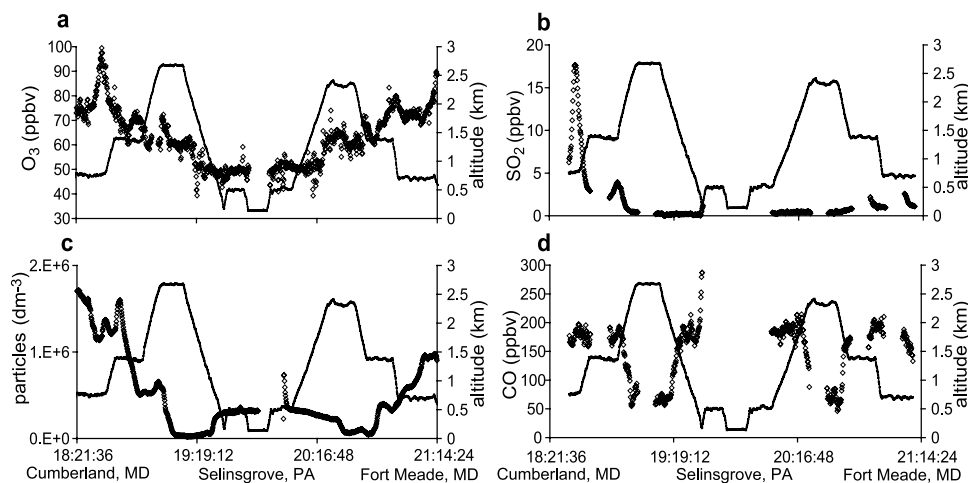 a
O3 (ppbv)
100
90
80
70
60
50
40
30
3
2.5
2
1.5
1
0.5
0
altitude (km)
b
SO2 (ppbv)
20
15
10
5
0
3
2.5
2
1.5
1
0.5
0
altitude (km)
c
particles (dm-3)
2.E+6
1.E+6
0.E+0
3
2.5
2
1.5
1
0.5
0
altitude (km)
18:21:36
19:19:12
20:16:48
21:14:24
Cumberland, MD
Selinsgrove, PA
Fort Meade, MD
d
CO (ppbv)
300
250
200
150
100
50
0
3
2.5
2
1.5
1
0.5
0
altitude (km)
18:21:36
19:19:12
20:16:48
21:14:24
Cumberland, MD
Selinsgrove, PA
Fort Meade, MD